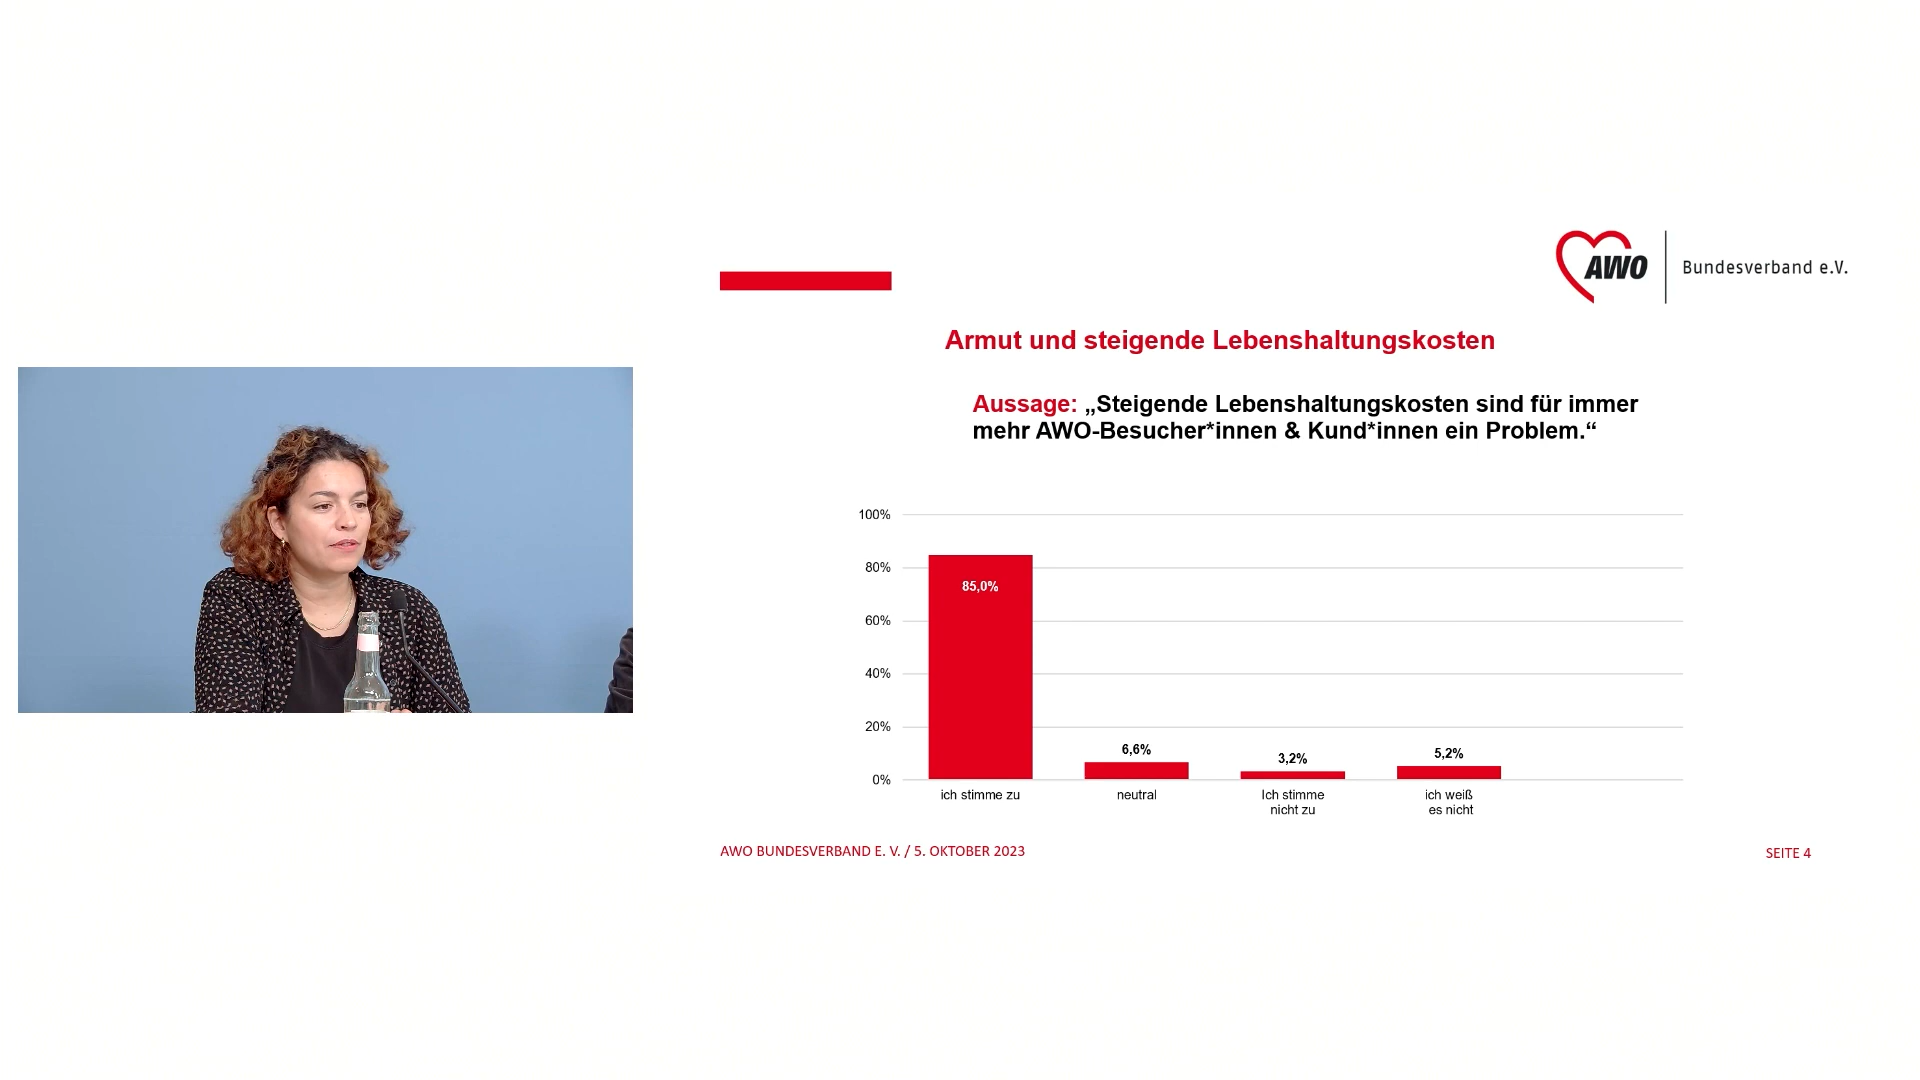 AWO
Bundesverband e.V.
Armut und steigende Lebenshaltungskosten
Aussage: „Steigende Lebenshaltungskosten sind für immer
mehr AWO-Besucher*innen & Kund*innen ein Problem.“
100%
80%
60%
40%
20%
0%
85,0%
6,6%
3,2%
5,2%
ich stimme zu
neutral
Ich stimme
nicht zu
ich weiß
es nicht
AWO BUNDESVERBAND E. V. / 5. OKTOBER 2023
SEITE 4